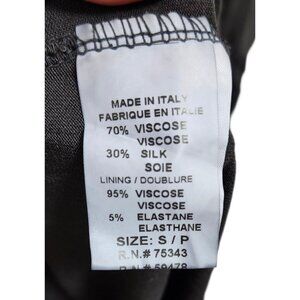 MADE IN ITALY
FABRIQUE EN ITALIE
70% VISCOSE
VISCOSE
30% SILK
SOIE
LINING / DOUBLURE
95% VISCOSE
VISCOSE
5% ELASTANE
ELASTHANE
SIZE: S / P
R.N.# 75343
R.N.# 59478